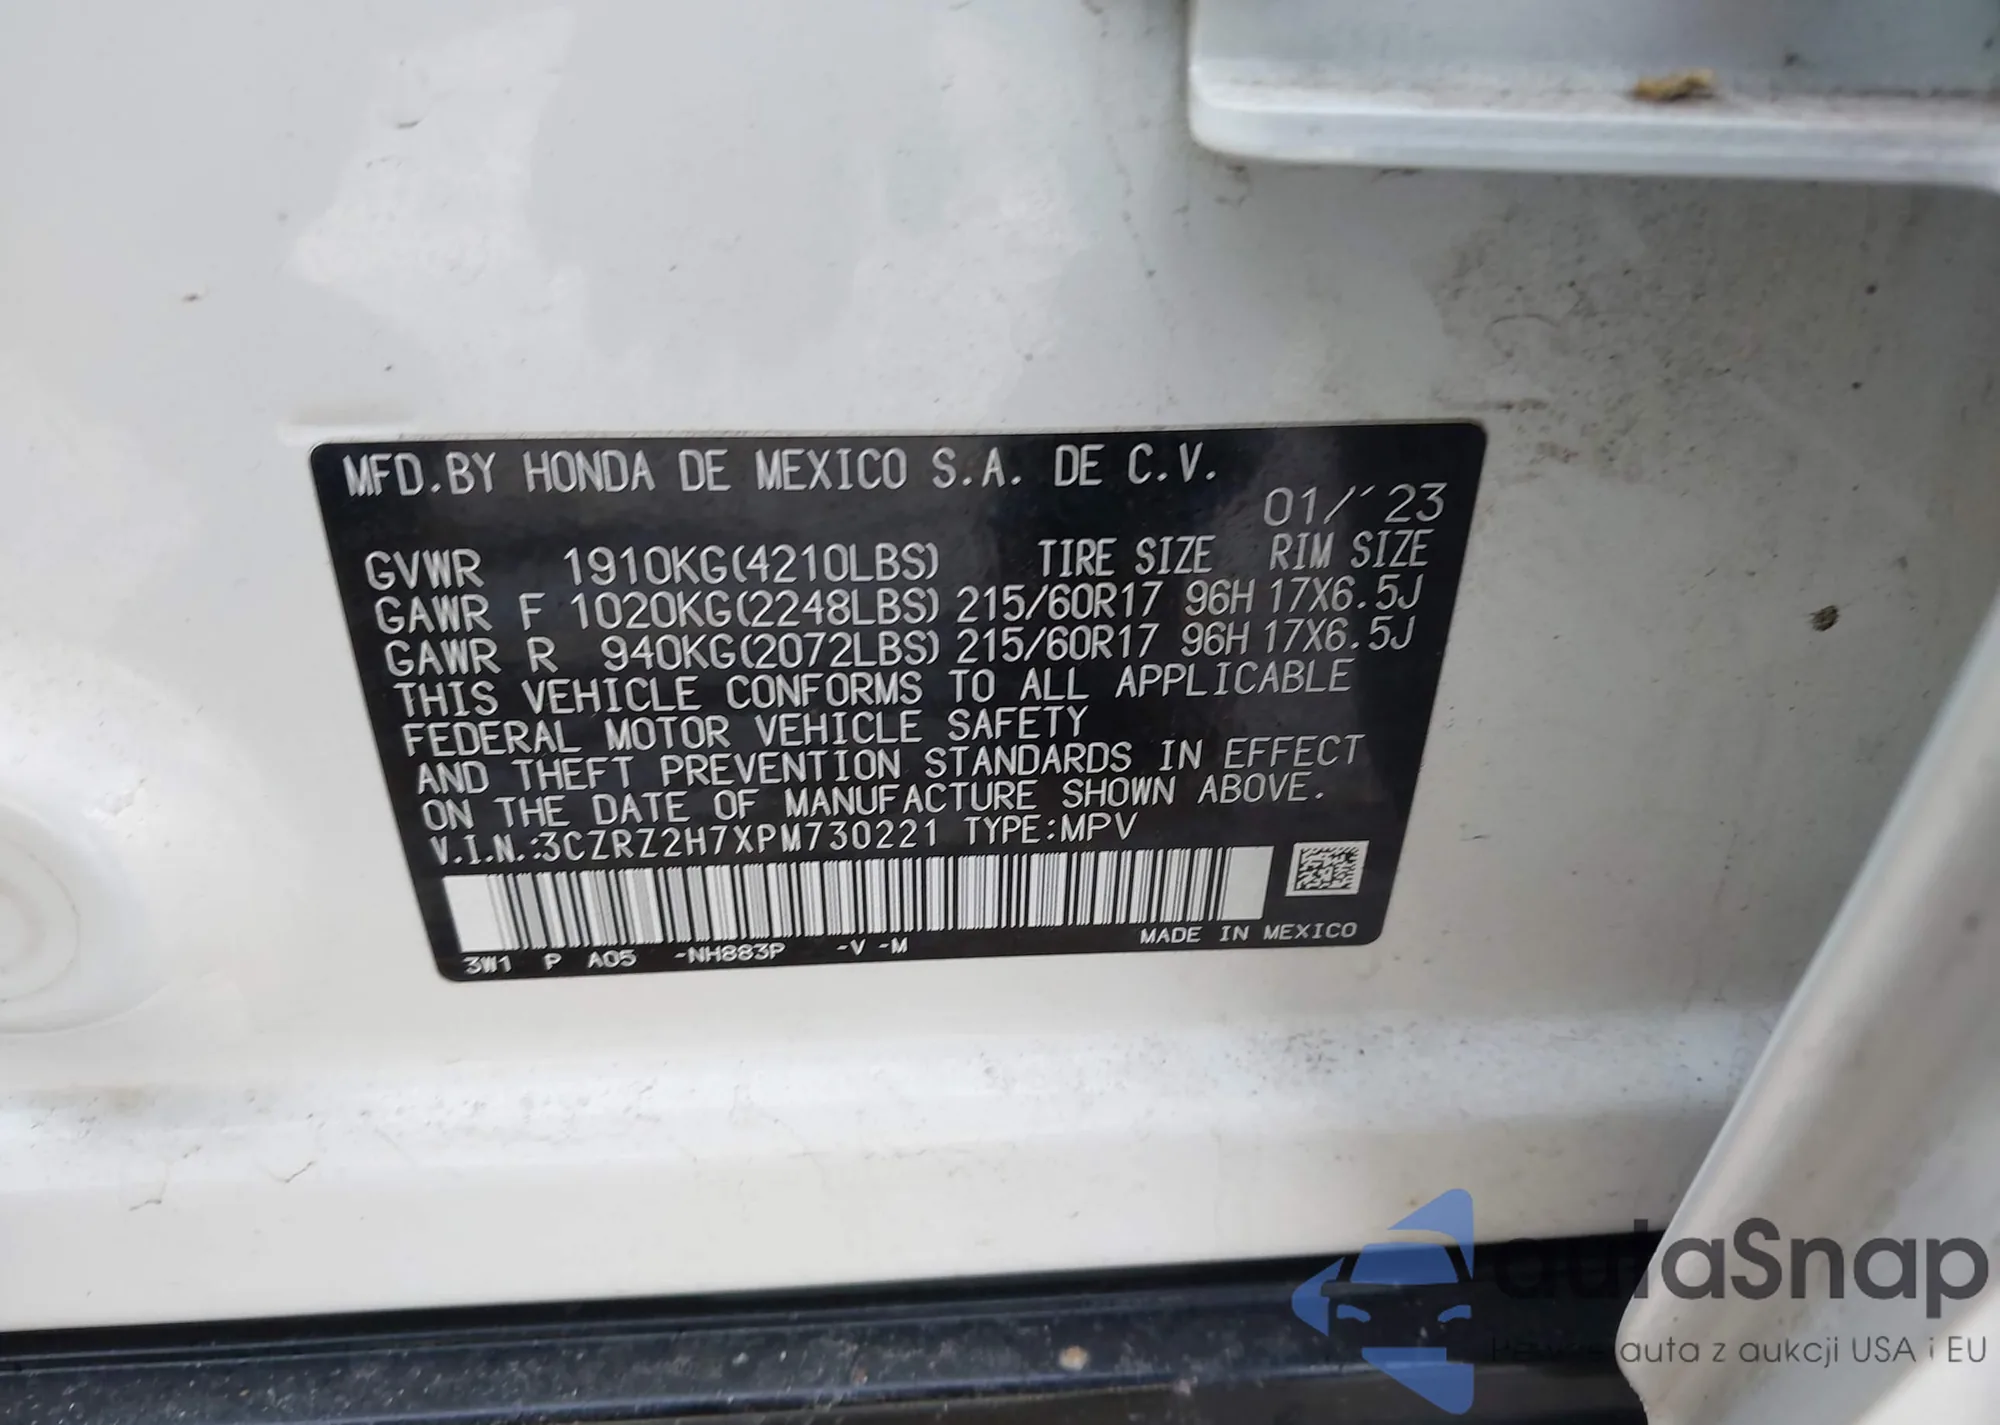 MFD.BY HONDA DE MEXICO S.A. DE C.V.
01/´23
GVWR 1910KG(4210LBS) TIRE SIZE RIM SIZE
GAWR F 1020KG(2248LBS) 215/60R17 96H 17X6.5J
GAWR R 940KG(2072LBS) 215/60R17 96H 17X6.5J
THIS VEHICLE CONFORMS TO ALL APPLICABLE
FEDERAL MOTOR VEHICLE SAFETY
AND THEFT PREVENTION STANDARDS IN EFFECT
ON THE DATE OF MANUFACTURE SHOWN ABOVE.
V.I.N.:3CZRZ2H7XPM730221 TYPE:MPV
3W1 P A05 -NH883P -V -M MADE IN MEXICO
autaSnap
auta z aukcji USA i EU